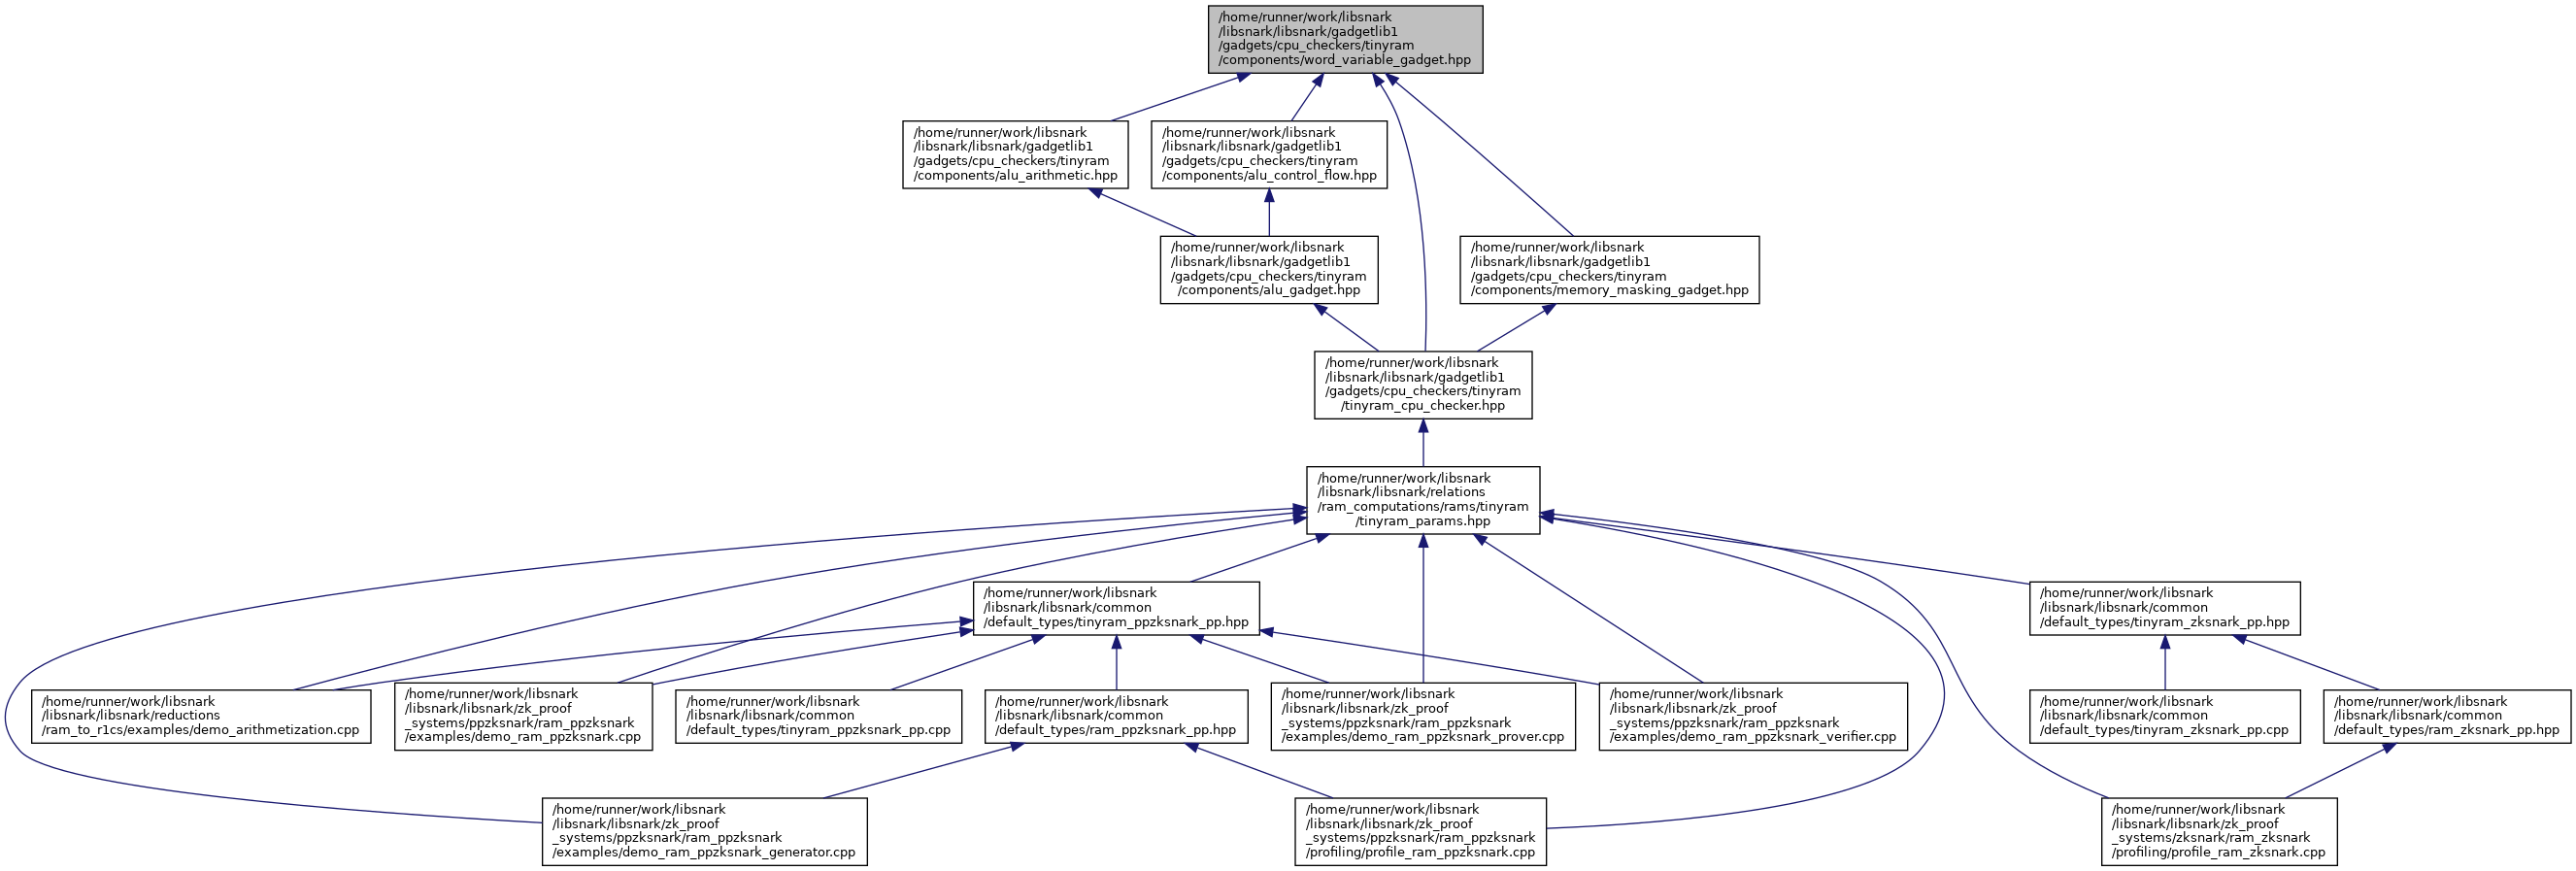 /home/runner/work/libsnark
/libsnark/libsnark/gadgetlib1
/gadgets/cpu_checkers/tinyram
/components/word_variable_gadget.hpp
/home/runner/work/libsnark
/libsnark/libsnark/gadgetlib1
/gadgets/cpu_checkers/tinyram
/components/alu_arithmetic.hpp
/home/runner/work/libsnark
/libsnark/libsnark/gadgetlib1
/gadgets/cpu_checkers/tinyram
/components/alu_control_flow.hpp
/home/runner/work/libsnark
/libsnark/libsnark/gadgetlib1
/gadgets/cpu_checkers/tinyram
/components/alu_gadget.hpp
/home/runner/work/libsnark
/libsnark/libsnark/gadgetlib1
/gadgets/cpu_checkers/tinyram
/components/memory_masking_gadget.hpp
/home/runner/work/libsnark
/libsnark/libsnark/gadgetlib1
/gadgets/cpu_checkers/tinyram
/tinyram_cpu_checker.hpp
/home/runner/work/libsnark
/libsnark/libsnark/relations
/ram_computations/rams/tinyram
/tinyram_params.hpp
/home/runner/work/libsnark
/libsnark/libsnark/common
/default_types/tinyram_ppzksnark_pp.hpp
/home/runner/work/libsnark
/libsnark/libsnark/common
/default_types/tinyram_zksnark_pp.hpp
/home/runner/work/libsnark
/libsnark/libsnark/reductions
/ram_to_r1cs/examples/demo_arithmetization.cpp
/home/runner/work/libsnark
/libsnark/libsnark/zk_proof
_systems/ppzksnark/ram_ppzksnark
/examples/demo_ram_ppzksnark.cpp
/home/runner/work/libsnark
/libsnark/libsnark/common
/default_types/tinyram_ppzksnark_pp.cpp
/home/runner/work/libsnark
/libsnark/libsnark/common
/default_types/ram_ppzksnark_pp.hpp
/home/runner/work/libsnark
/libsnark/libsnark/zk_proof
_systems/ppzksnark/ram_ppzksnark
/examples/demo_ram_ppzksnark_prover.cpp
/home/runner/work/libsnark
/libsnark/libsnark/zk_proof
_systems/ppzksnark/ram_ppzksnark
/examples/demo_ram_ppzksnark_verifier.cpp
/home/runner/work/libsnark
/libsnark/libsnark/common
/default_types/tinyram_zksnark_pp.cpp
/home/runner/work/libsnark
/libsnark/libsnark/common
/default_types/ram_zksnark_pp.hpp
/home/runner/work/libsnark
/libsnark/libsnark/zk_proof
_systems/ppzksnark/ram_ppzksnark
/examples/demo_ram_ppzksnark_generator.cpp
/home/runner/work/libsnark
/libsnark/libsnark/zk_proof
_systems/ppzksnark/ram_ppzksnark
/profiling/profile_ram_ppzksnark.cpp
/home/runner/work/libsnark
/libsnark/libsnark/zk_proof
_systems/zksnark/ram_zksnark
/profiling/profile_ram_zksnark.cpp